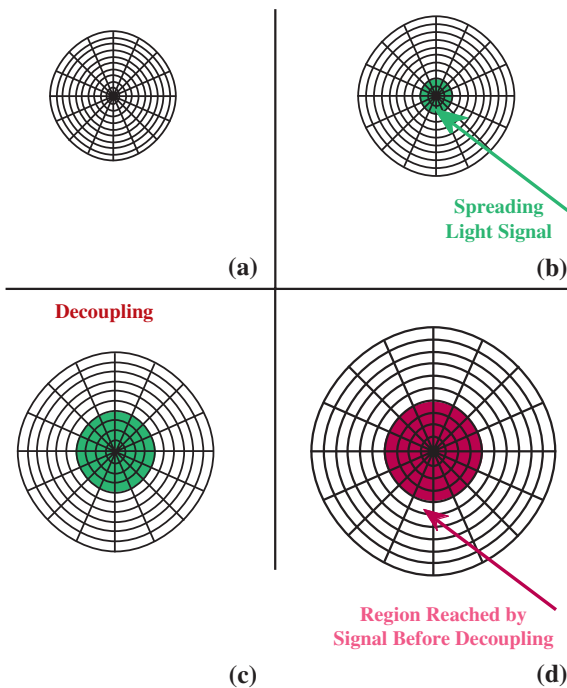 (a)
Spreading
Light Signal
(b)
Decoupling
(c)
Region Reached by
Signal Before Decoupling
(d)